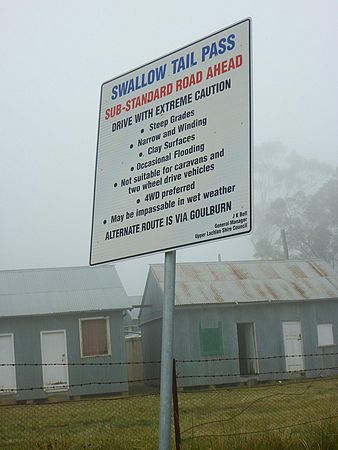 SWALLOW TAIL PASS
SUB-STANDARD ROAD AHEAD
DRIVE WITH EXTREME CAUTION
• Steep Grades
• Narrow and Winding
• Clay Surfaces
• Occasional Flooding
• Not suitable for caravans and
two wheel drive vehicles
• 4WD preferred
• May be impassable in wet weather
ALTERNATE ROUTE IS VIA GOULBURN
J K Bell
General Manager
Upper Lachlan Shire Council